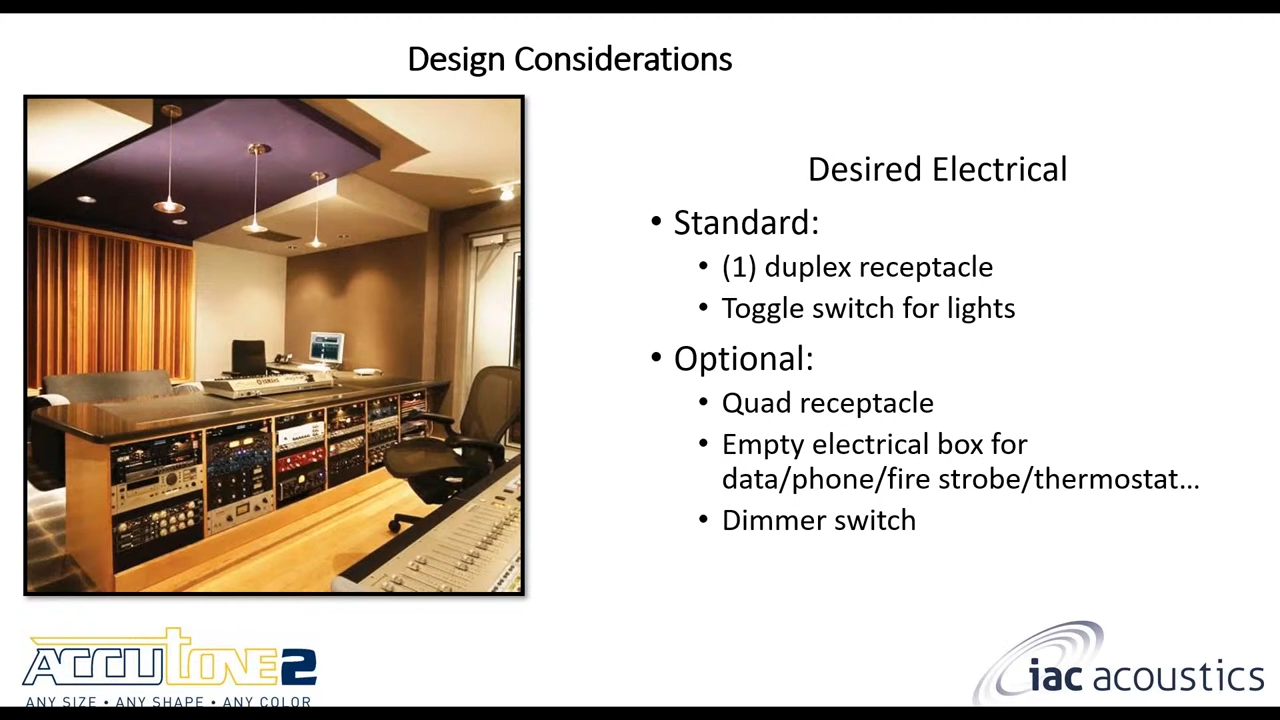 Design Considerations
Desired Electrical
• Standard:
• (1) duplex receptacle
• Toggle switch for lights
• Optional:
• Quad receptacle
• Empty electrical box for
data/phone/fire strobe/thermostat...
• Dimmer switch
YAMAHA
ACCUTONE2
ANY SIZE • ANY SHAPE • ANY COLOR
iac acoustics